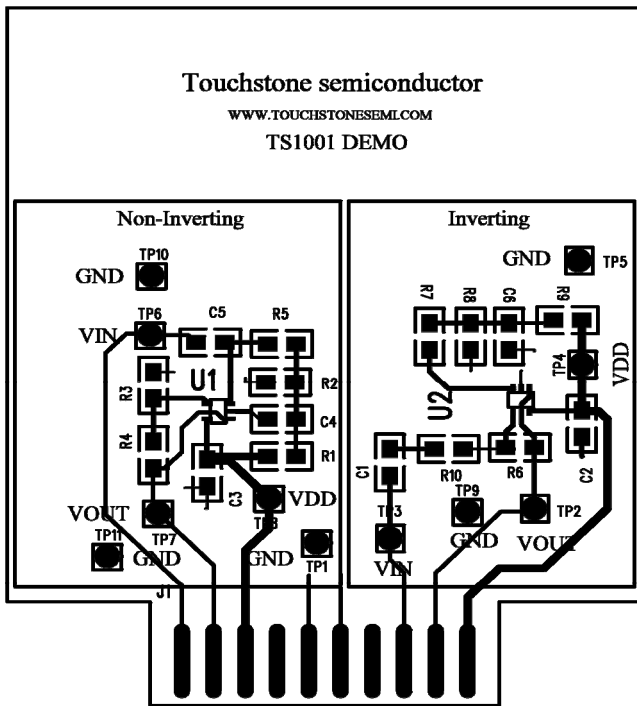 Touchstone semiconductor
WWW.TOUCHSTONESEMI.COM
TS1001 DEMO
Non-Inverting
TP10
GND
TP6
VIN
C5
R5
U1
R2
R3
C4
R4
R1
C3
VDD
VOUT
TP8
TP7
TP11
GND
GND
TP1
J1
Inverting
GND
TP5
R7
R8
C6
R9
TP4
VDD
U2
C1
R10
R6
C2
TP9
TP3
TP2
GND
VOUT
VIN